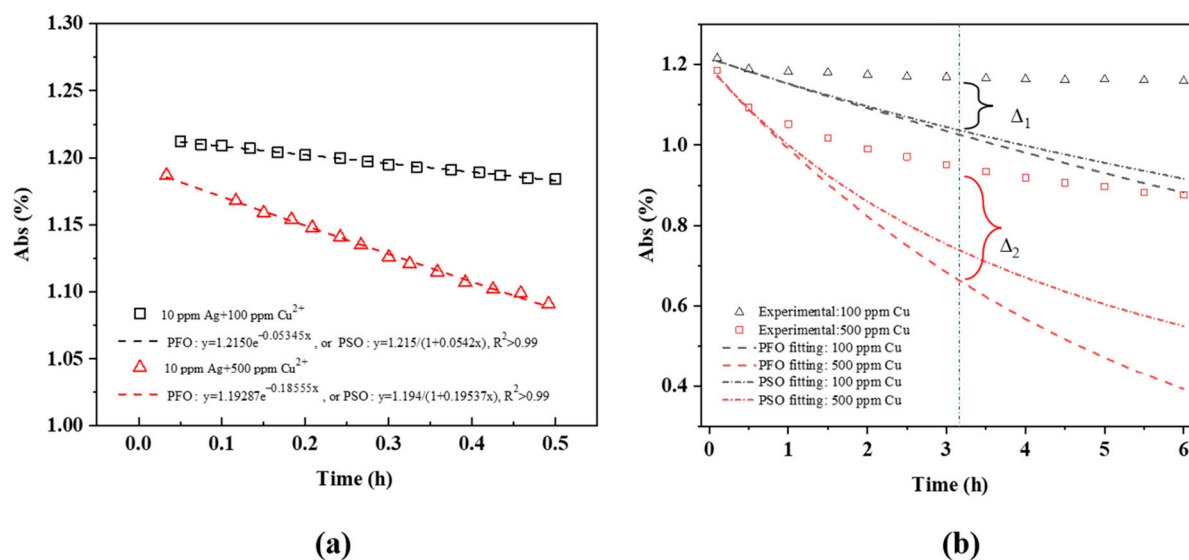 1.30
1.25
1.20
1.15
1.10
1.05
1.00
Abs (%)
10 ppm Ag+100 ppm Cu²⁺
PFO : y=1.2150e⁻⁰·⁰⁵³⁴⁵ˣ , or PSO : y=1.215/(1+0.0542x), R²>0.99
10 ppm Ag+500 ppm Cu²⁺
PFO: y=1.19287e⁻⁰·¹⁸⁵⁵⁵ˣ, or PSO : y=1.194/(1+0.19537x), R²>0.99
0.0 0.1 0.2 0.3 0.4 0.5
Time (h)
(a)
1.2
1.0
0.8
0.6
0.4
Abs (%)
Δ₁
Δ₂
Experimental:100 ppm Cu
Experimental:500 ppm Cu
PFO fitting: 100 ppm Cu
PFO fitting: 500 ppm Cu
PSO fitting: 100 ppm Cu
PSO fitting: 500 ppm Cu
0 1 2 3 4 5 6
Time (h)
(b)